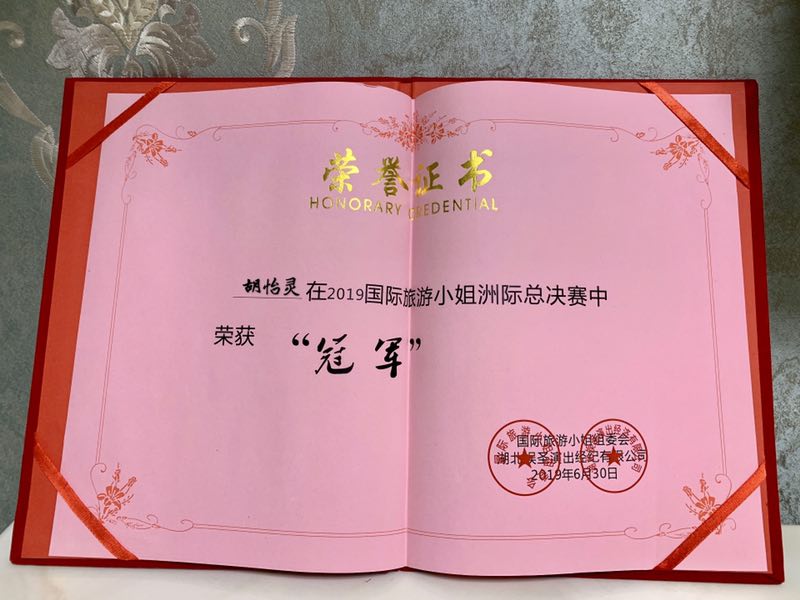 荣誉证书
HONORARY CREDENTIAL
胡怡灵在2019国际旅游小姐洲际总决赛中
荣获 “冠军”
国际旅游小姐组委会
湖北 圣演出经纪有限公司
2019年6月30日